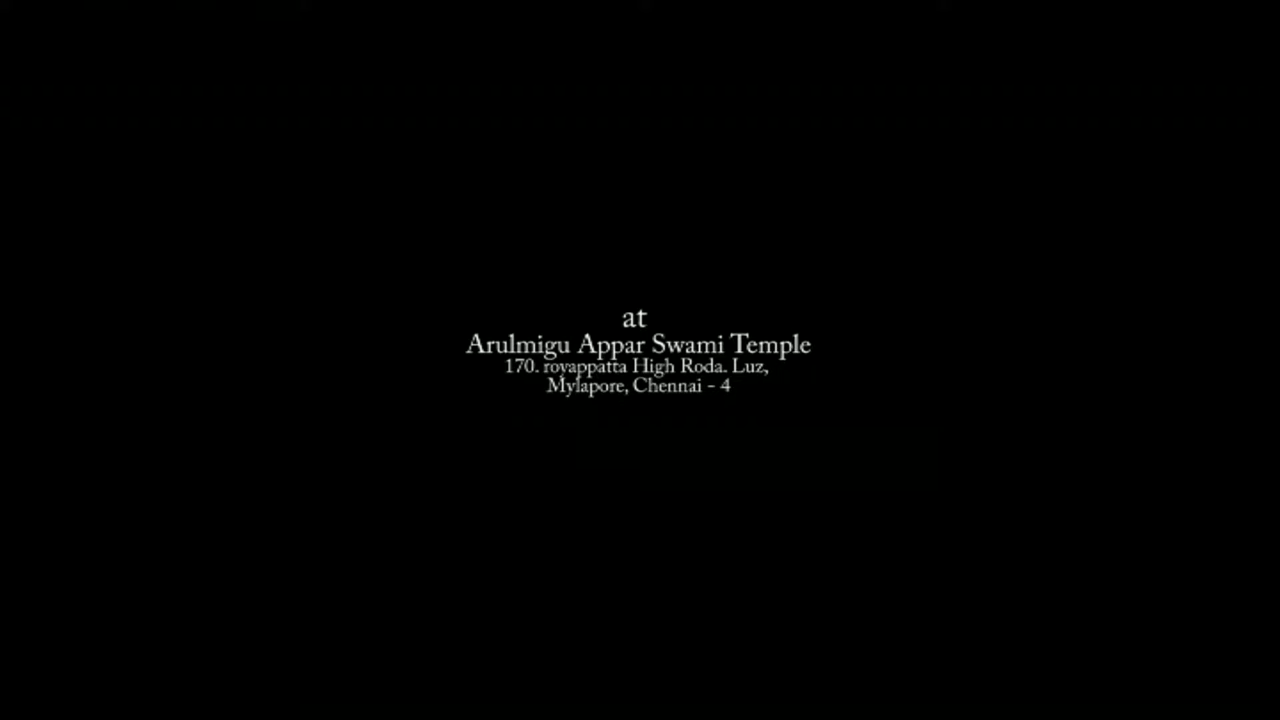 at
Arulmigu Appar Swami Temple
170. royappatta High Roda. Luz,
Mylapore, Chennai - 4